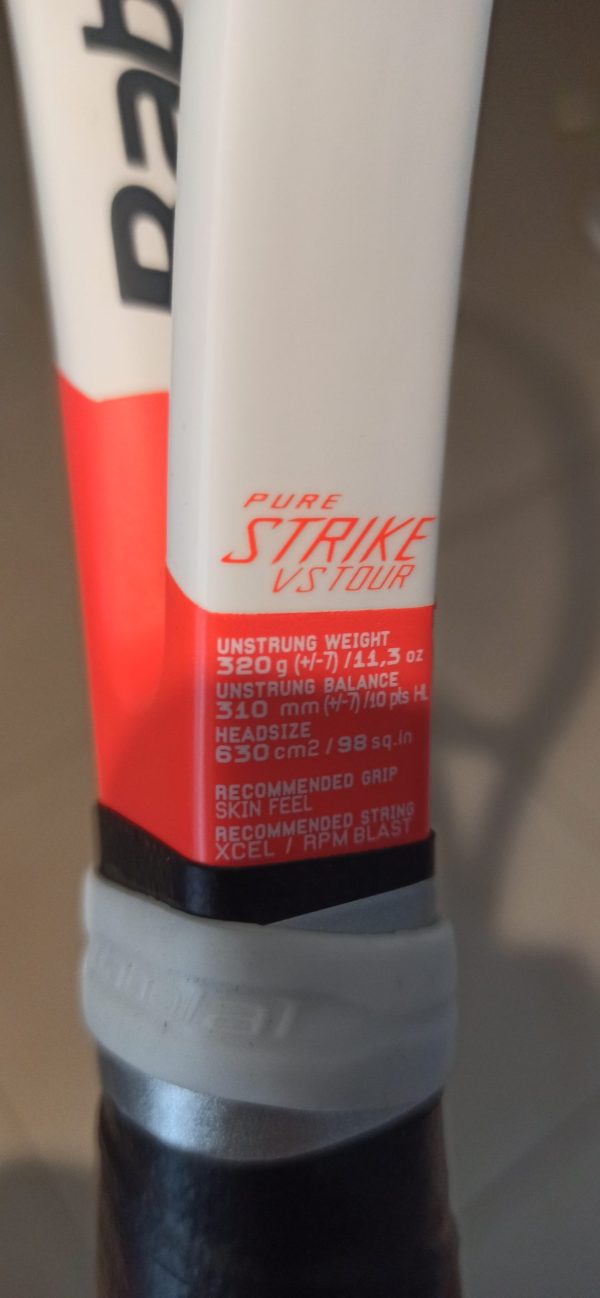 Bab
PURE
STRIKE
VS TOUR
UNSTRUNG WEIGHT
320 g (+/-7) / 11,3 oz
UNSTRUNG BALANCE
310 mm (+/-7) / 10 pts HL
HEADSIZE
630 cm2 / 98 sq.in
RECOMMENDED GRIP
SKIN FEEL
RECOMMENDED STRING
XCEL / RPM BLAST